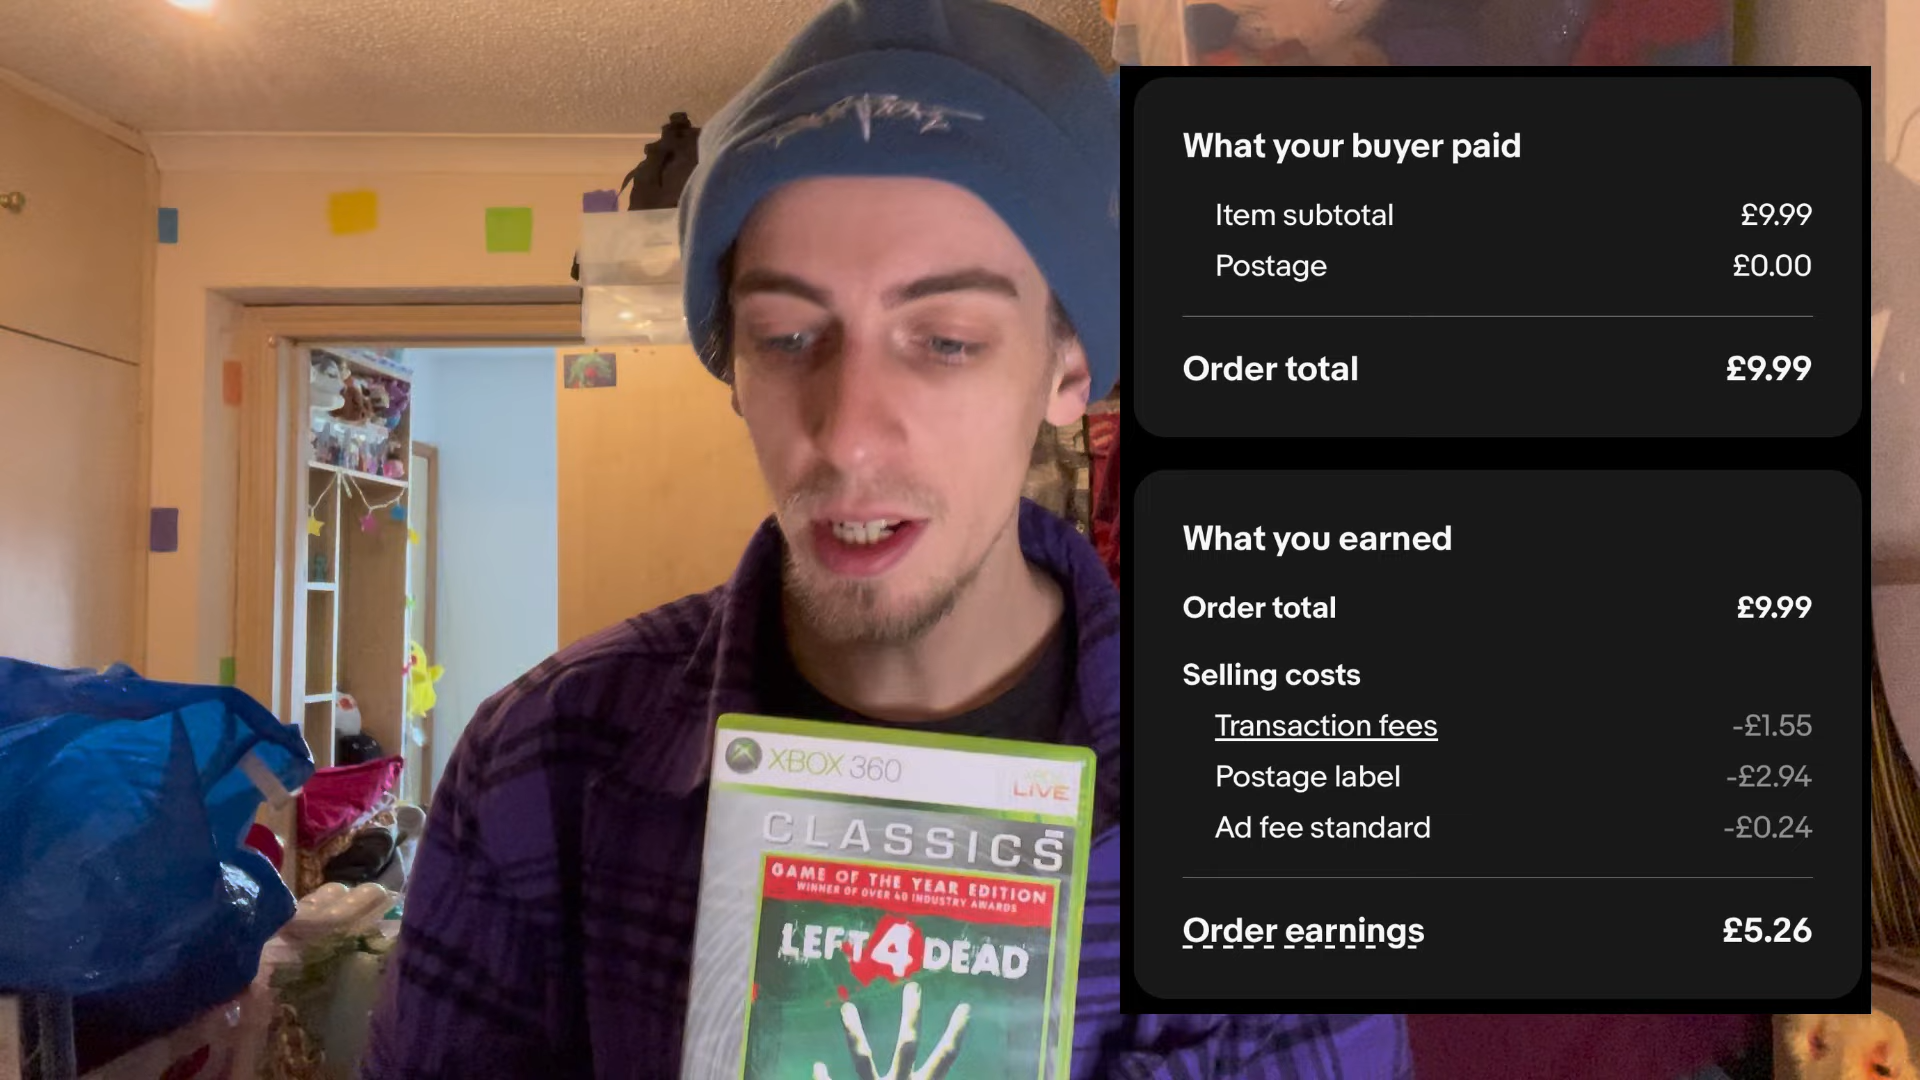 What your buyer paid
Item subtotal £9.99
Postage £0.00
Order total £9.99
What you earned
Order total £9.99
Selling costs
Transaction fees -£1.55
Postage label -£2.94
Ad fee standard -£0.24
Order earnings £5.26
XBOX 360
LIVE
CLASSICS
GAME OF THE YEAR EDITION
WINNER OF OVER 40 INDUSTRY AWARDS
LEFT 4 DEAD